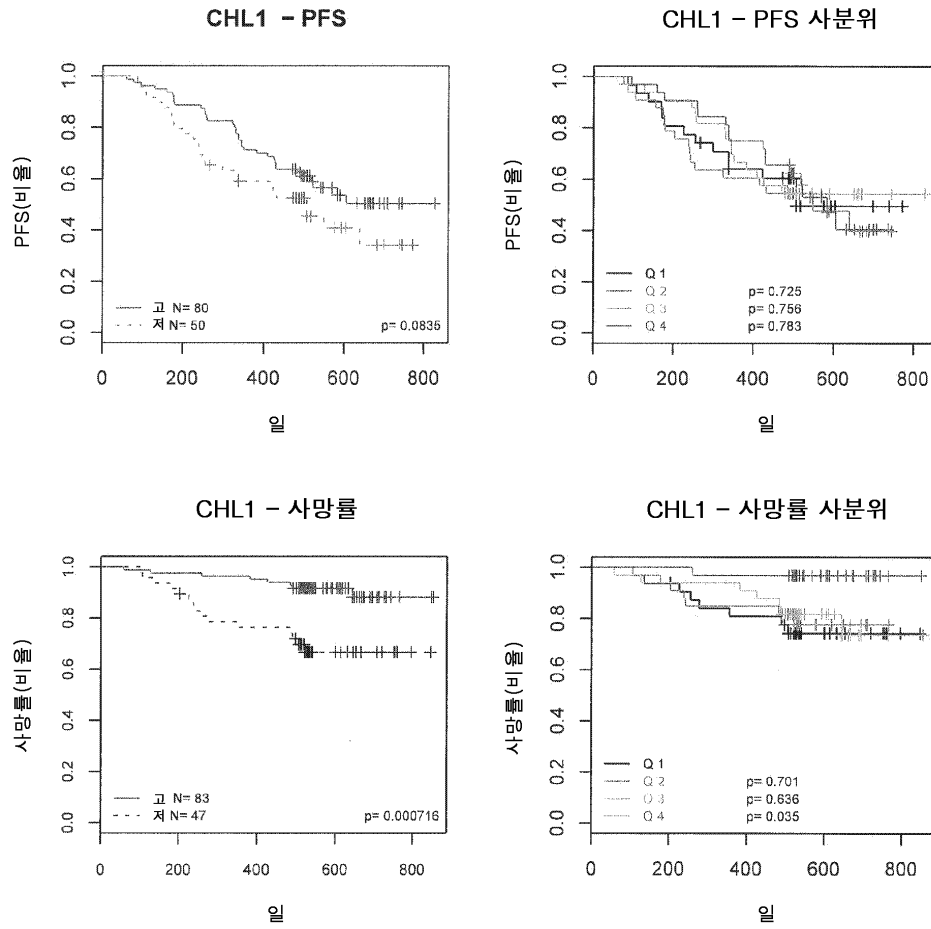 CHL1 – PFS
PFS(비율)
1.0
0.8
0.6
0.4
0.2
0.0
고 N= 80
저 N= 50
p= 0.0835
0 200 400 600 800
일
CHL1 – PFS 사분위
PFS(비율)
1.0
0.8
0.6
0.4
0.2
0.0
Q 1
Q 2 p= 0.725
Q 3 p= 0.756
Q 4 p= 0.783
0 200 400 600 800
일
CHL1 – 사망률
사망률(비율)
1.0
0.8
0.6
0.4
0.2
0.0
고 N= 83
저 N= 47
p= 0.000716
0 200 400 600 800
일
CHL1 – 사망률 사분위
사망률(비율)
1.0
0.8
0.6
0.4
0.2
0.0
Q 1
Q 2 p= 0.701
Q 3 p= 0.636
Q 4 p= 0.035
0 200 400 600 800
일